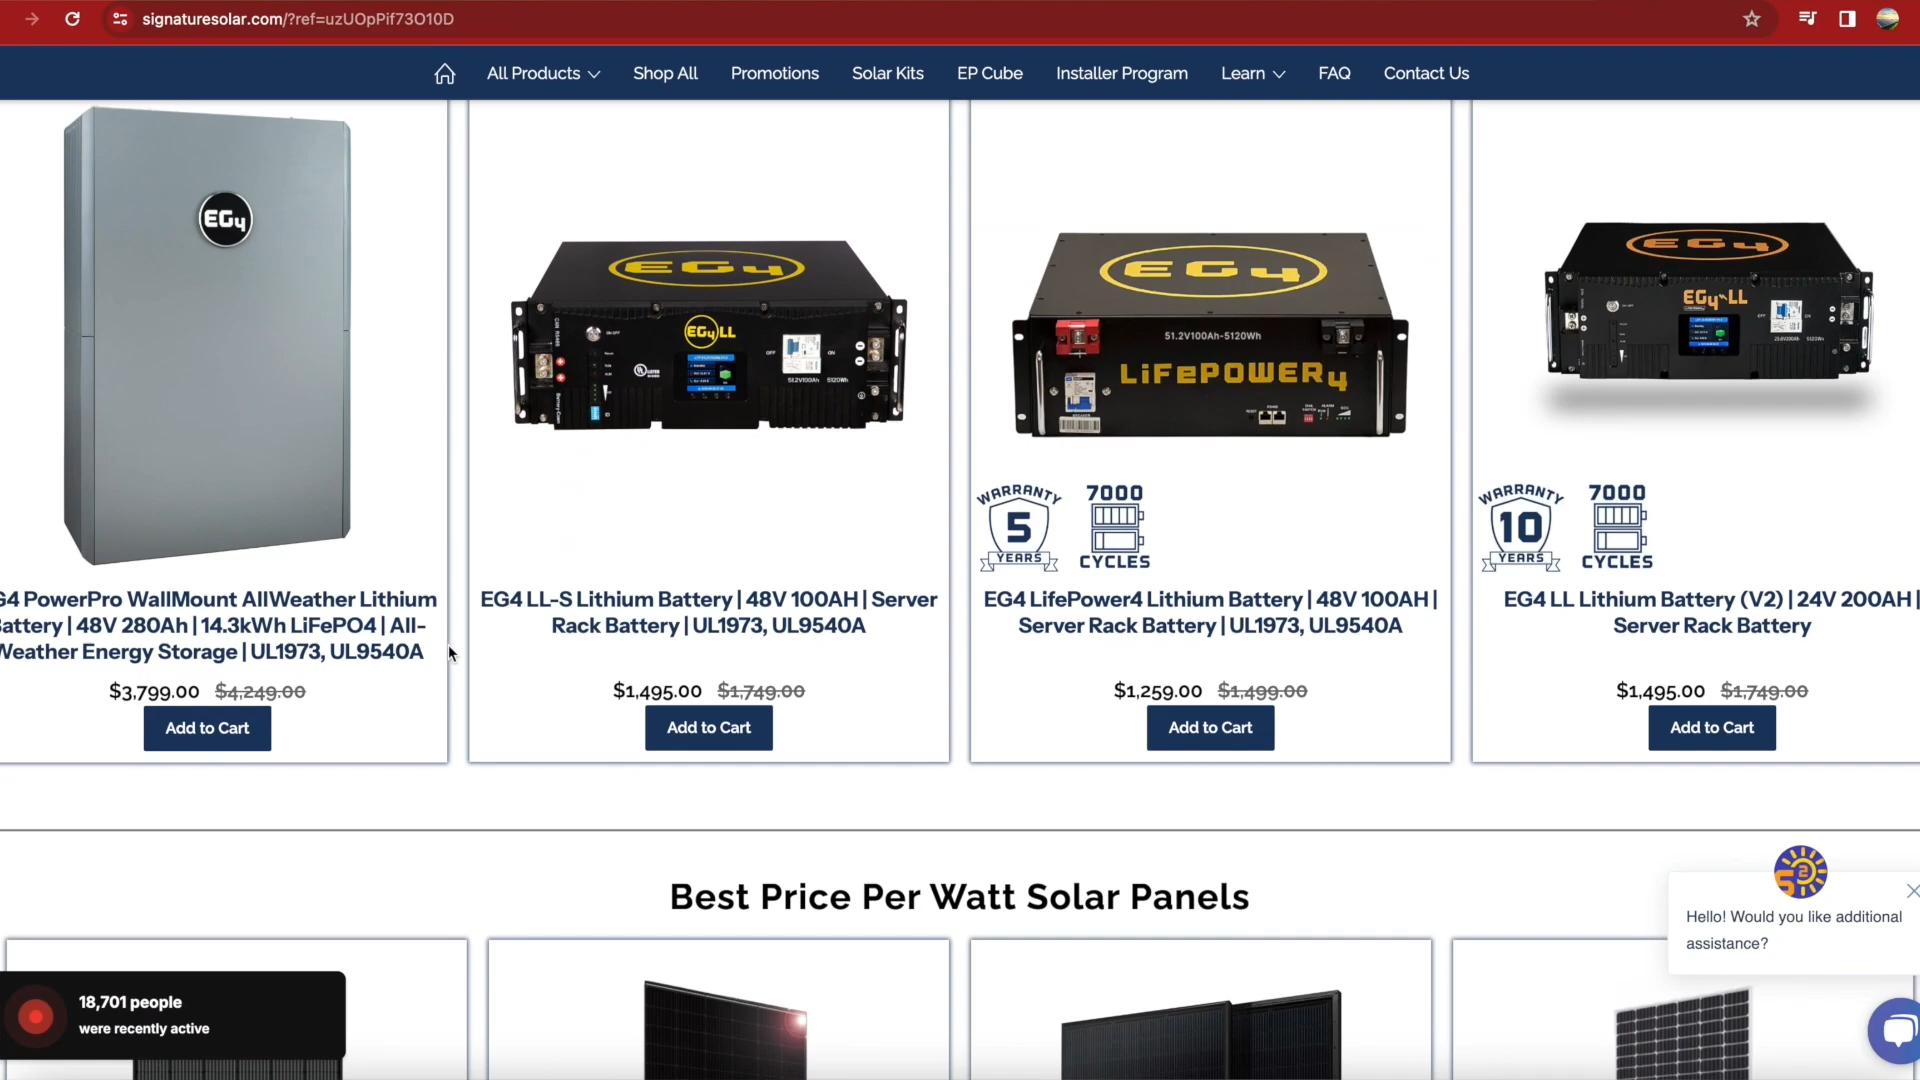 signaturesolar.com/?ref=uzUOpPif73O10D
All Products
Shop All
Promotions
Solar Kits
EP Cube
Installer Program
Learn
FAQ
Contact Us
EG4
EG4
EG4 LL
51.2V100Ah
5120Wh
EG4
51.2V100Ah-5120Wh
LiFePOWER4
EG4
EG4 LL
WARRANTY
5
YEARS
7000
CYCLES
WARRANTY
10
YEARS
7000
CYCLES
G4 PowerPro WallMount AllWeather Lithium
Battery | 48V 280Ah | 14.3kWh LiFePO4 | All-
Weather Energy Storage | UL1973, UL9540A
$3,799.00 $4,249.00
Add to Cart
EG4 LL-S Lithium Battery | 48V 100AH | Server
Rack Battery | UL1973, UL9540A
$1,495.00 $1,749.00
Add to Cart
EG4 LifePower4 Lithium Battery | 48V 100AH |
Server Rack Battery | UL1973, UL9540A
$1,259.00 $1,499.00
Add to Cart
EG4 LL Lithium Battery (V2) | 24V 200AH |
Server Rack Battery
$1,495.00 $1,749.00
Add to Cart
Best Price Per Watt Solar Panels
Hello! Would you like additional
assistance?
18,701 people
were recently active